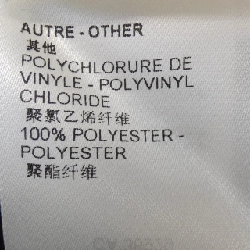 AUTRE - OTHER
其他
POLYCHLORURE DE
VINYLE - POLYVINYL
CHLORIDE
聚氯乙烯纤维
100% POLYESTER -
POLYESTER
聚酯纤维